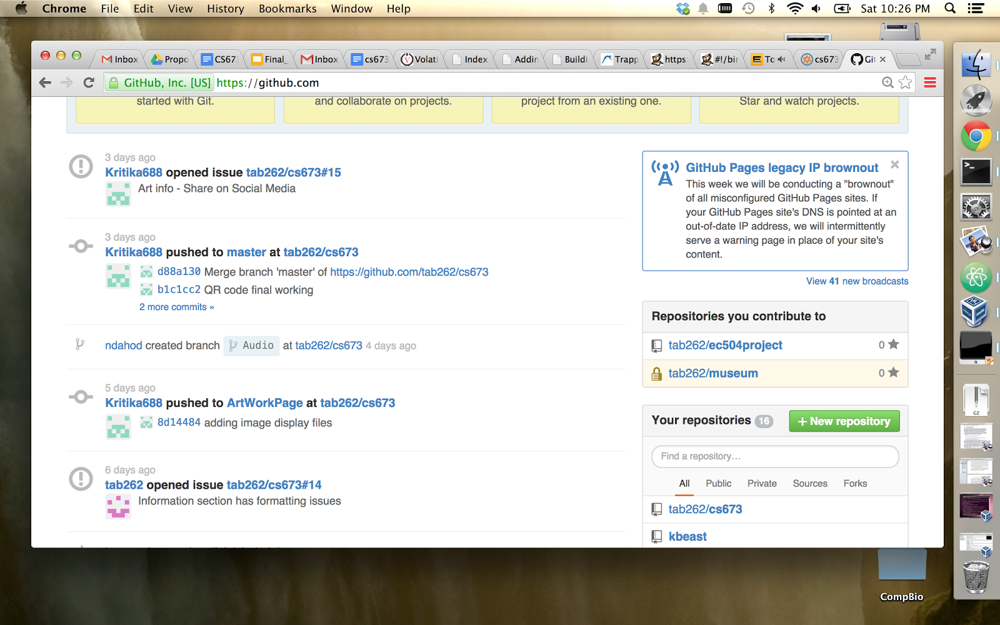 Chrome File Edit View History Bookmarks Window Help Sat 10:26 PM
Inbox Propo CS67: Final_ Inbox cs673 Volati Index Addin Buildi Trapp https: #!/bir To cs673 Git
GitHub, Inc. [US] https://github.com
started with Git.
and collaborate on projects.
project from an existing one.
Star and watch projects.
3 days ago
Kritika688 opened issue tab262/cs673#15
Art info - Share on Social Media
3 days ago
Kritika688 pushed to master at tab262/cs673
d88a130 Merge branch 'master' of https://github.com/tab262/cs673
b1c1cc2 QR code final working
2 more commits »
ndahod created branch Audio at tab262/cs673 4 days ago
5 days ago
Kritika688 pushed to ArtWorkPage at tab262/cs673
8d14484 adding image display files
6 days ago
tab262 opened issue tab262/cs673#14
Information section has formatting issues
GitHub Pages legacy IP brownout
This week we will be conducting a "brownout"
of all misconfigured GitHub Pages sites. If
your GitHub Pages site's DNS is pointed at an
out-of-date IP address, we will intermittently
serve a warning page in place of your site's
content.
View 41 new broadcasts
Repositories you contribute to
tab262/ec504project 0
tab262/museum 0
Your repositories 16 + New repository
Find a repository...
All Public Private Sources Forks
tab262/cs673
kbeast
GZ
CompBio